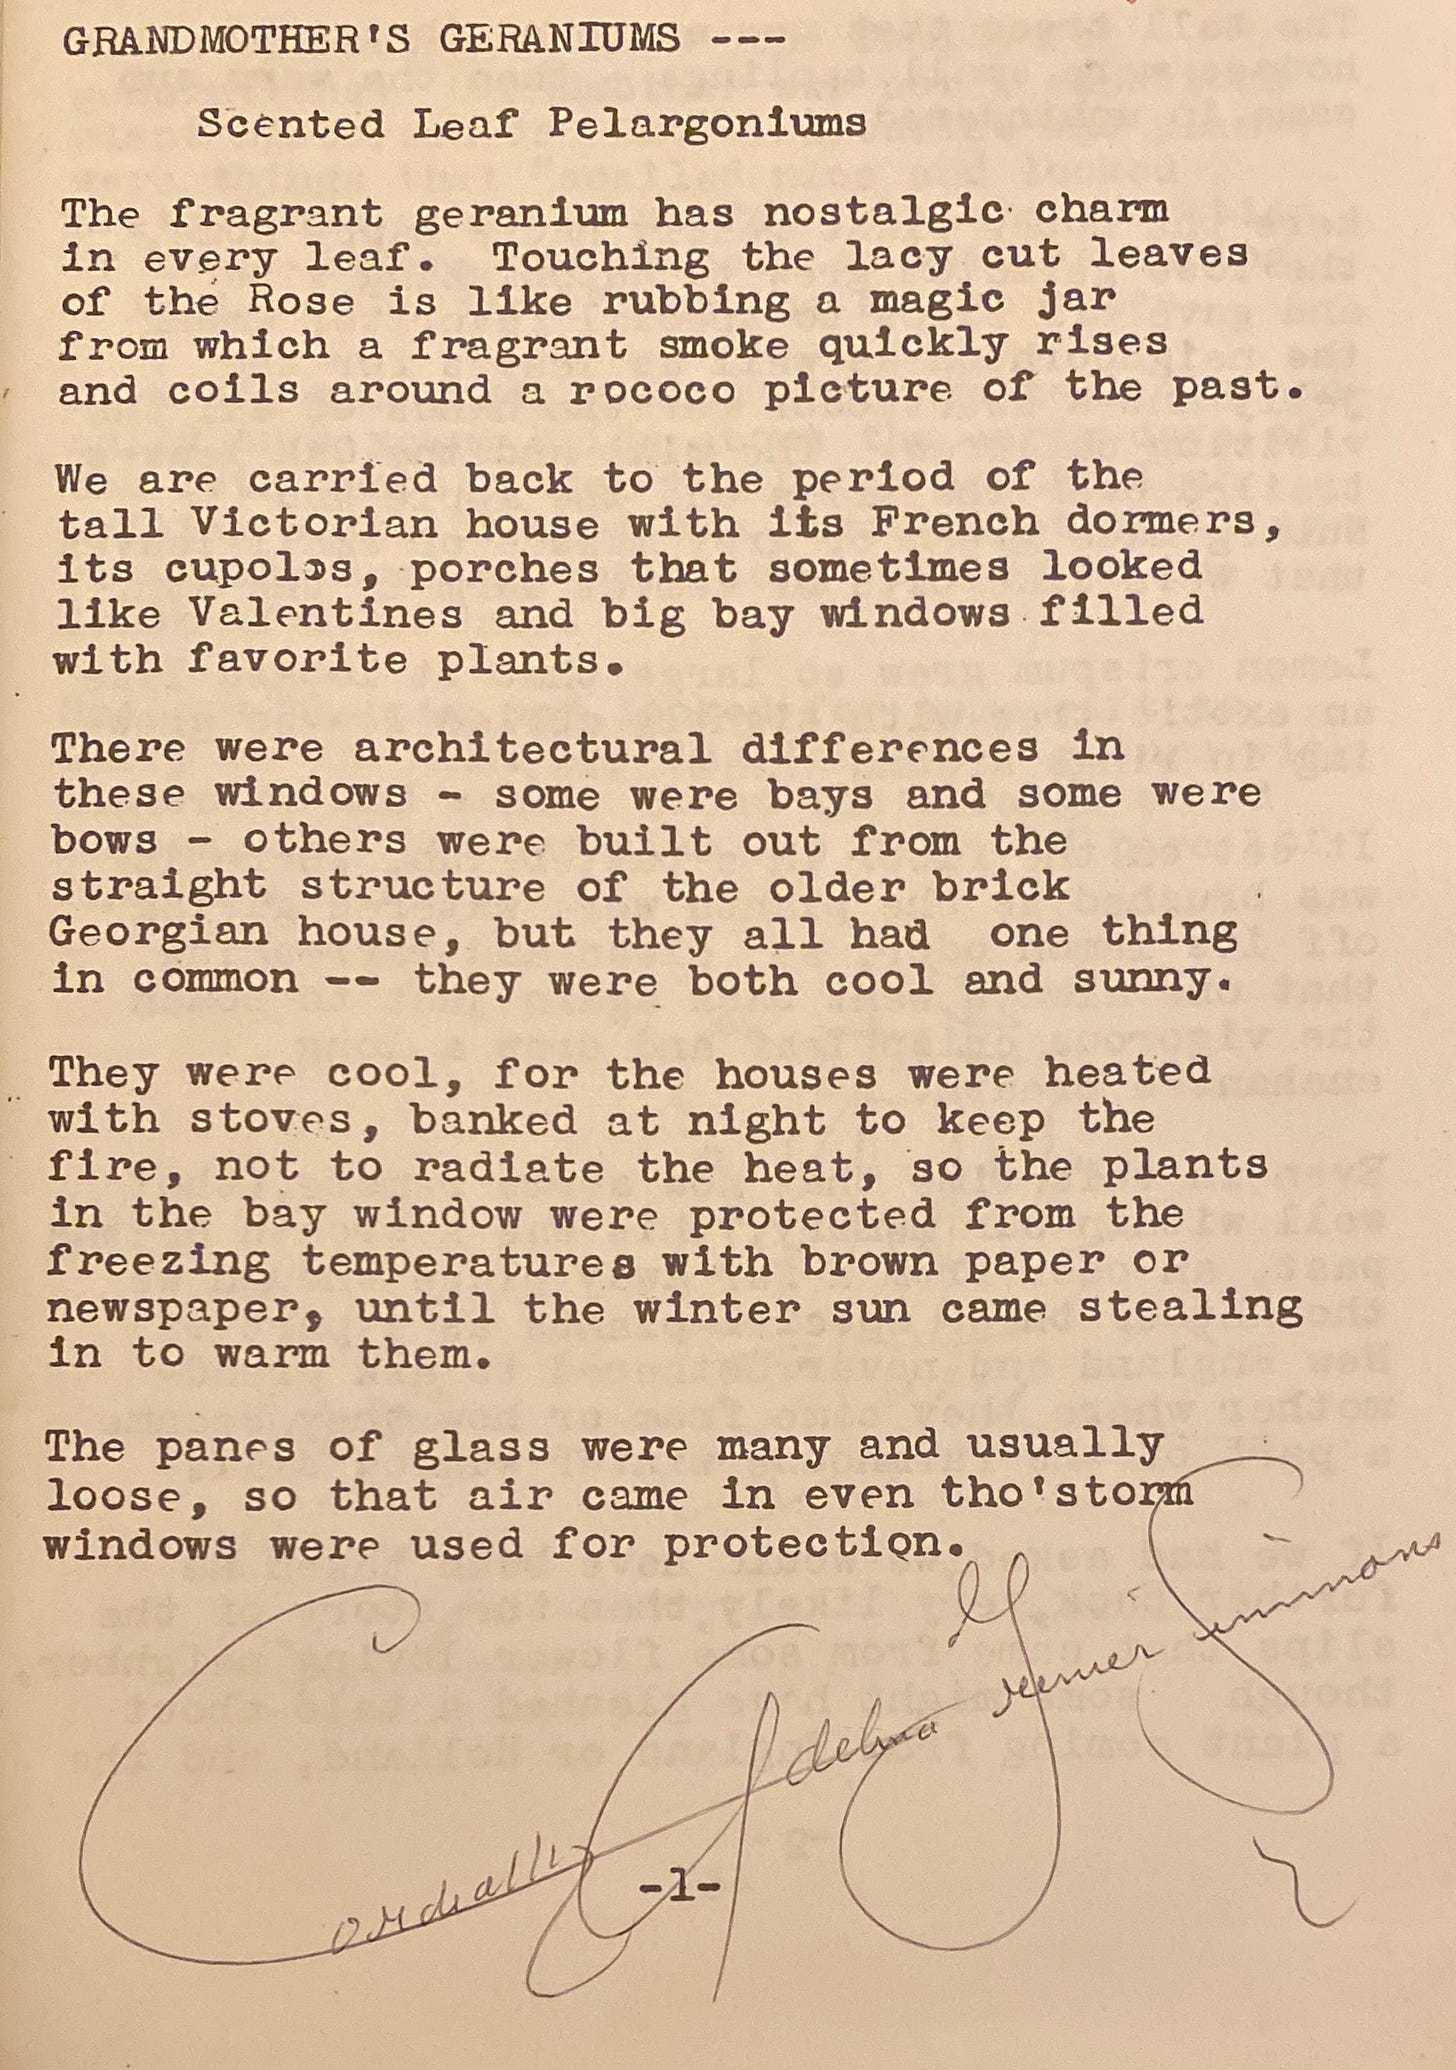 GRANDMOTHER'S GERANIUMS ---
Scented Leaf Pelargoniums
The fragrant geranium has nostalgic charm
in every leaf.  Touching the lacy cut leaves
of the Rose is like rubbing a magic jar
from which a fragrant smoke quickly rises
and coils around a rococo picture of the past.
We are carried back to the period of the
tall Victorian house with its French dormers,
its cupolas, porches that sometimes looked
like Valentines and big bay windows filled
with favorite plants.
There were architectural differences in
these windows - some were bays and some were
bows - others were built out from the
straight structure of the older brick
Georgian house, but they all had  one thing
in common -- they were both cool and sunny.
They were cool, for the houses were heated
with stoves, banked at night to keep the
fire, not to radiate the heat, so the plants
in the bay window were protected from the
freezing temperatures with brown paper or
newspaper, until the winter sun came stealing
in to warm them.
The panes of glass were many and usually
loose, so that air came in even tho'storm
windows were used for protection.
Cordially Adelma Grenier Simmons
-1-